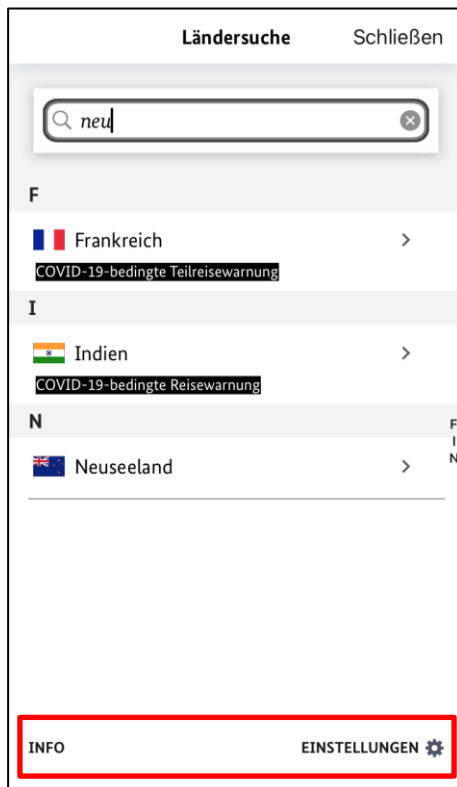 Ländersuche Schließen
neu
F
Frankreich
COVID-19-bedingte Teilreisewarnung
I
Indien
COVID-19-bedingte Reisewarnung
N
Neuseeland
F
I
N
INFO EINSTELLUNGEN